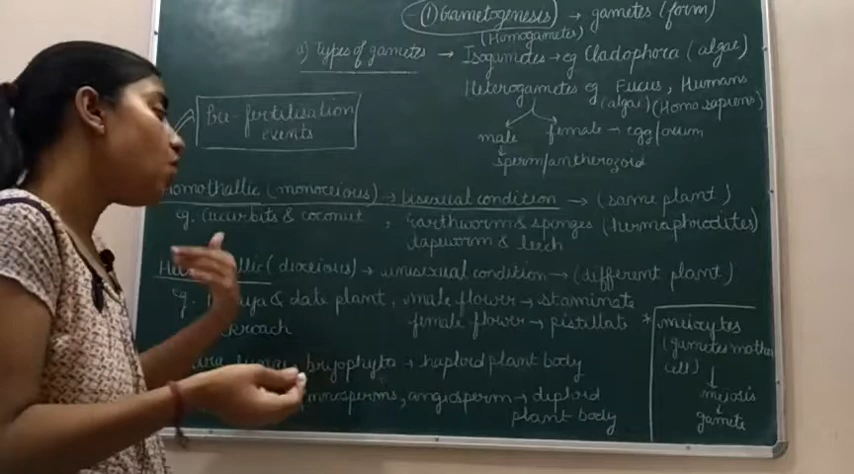 (1) Gametogenesis → gametes (form)
(Homogametes)
a) Types of gametes → Isogametes → eg Cladophora (algae)
Heterogametes eg. Fucus, Humans
(algae) (Homo sapiens)
Pre-fertilisation
events
male female → egg/ovum
sperm/antherozoid
Homothallic (monoecious) → bisexual condition → (same plant)
eg. Cucurbits & coconut, Earthworm & sponges (hermaphrodites)
tapeworm & leech
(dioecious) → unisexual condition → (different plant)
eg. & date plant, male flower → staminate
female flower → pistillate
bryophyta → haploid plant body
angiosperm → diploid
plant body
* meiocytes
(gametes mother
cell)
↓
meiosis
↓
gamete